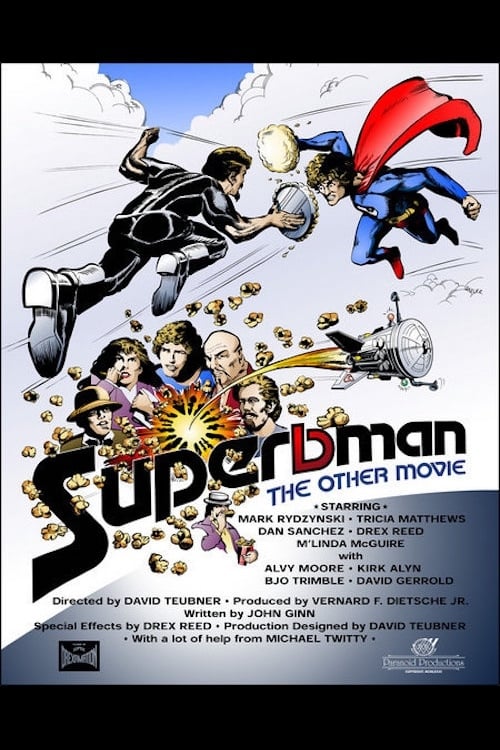 Superbman
THE OTHER MOVIE
★STARRING★
MARK RYDZYNSKI • TRICIA MATTHEWS
DAN SANCHEZ • DREX REED
M'LINDA McGUIRE
with
ALVY MOORE • KIRK ALYN
BJO TRIMBLE • DAVID GERROLD
Directed by DAVID TEUBNER • Produced by VERNARD F. DIETSCHE JR.
Written by JOHN GINN
Special Effects by DREX REED • Production Designed by DAVID TEUBNER
• With a lot of help from MICHAEL TWITTY •
Paranoid Productions